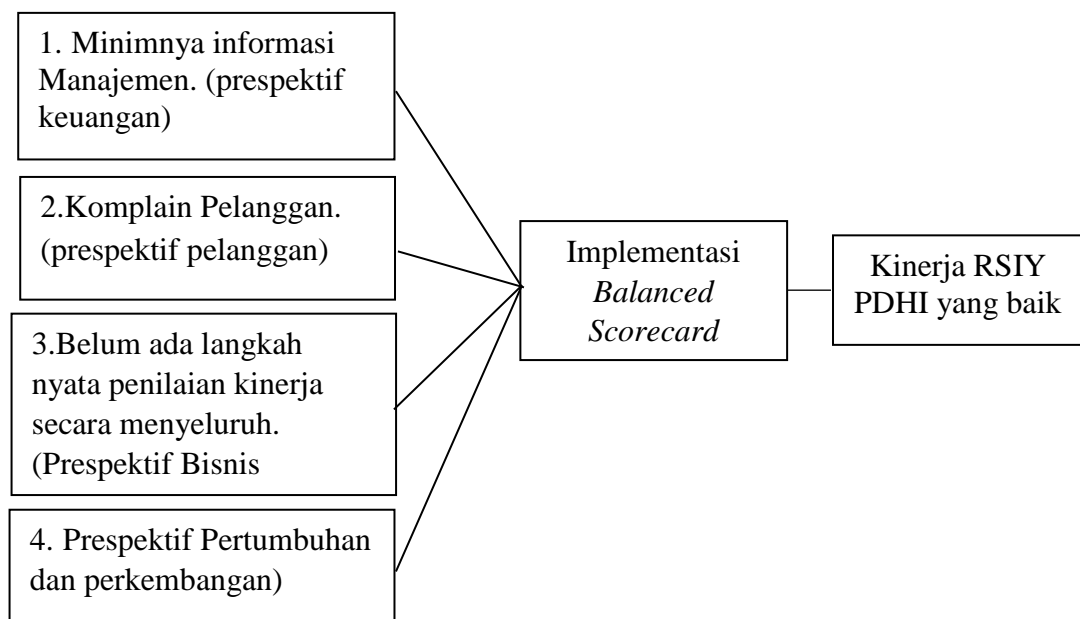 1. Minimnya informasi
Manajemen. (prespektif
keuangan)
2.Komplain Pelanggan.
(prespektif pelanggan)
3.Belum ada langkah
nyata penilaian kinerja
secara menyeluruh.
(Prespektif Bisnis
4. Prespektif Pertumbuhan
dan perkembangan)
Implementasi
Balanced
Scorecard
Kinerja RSIY
PDHI yang baik